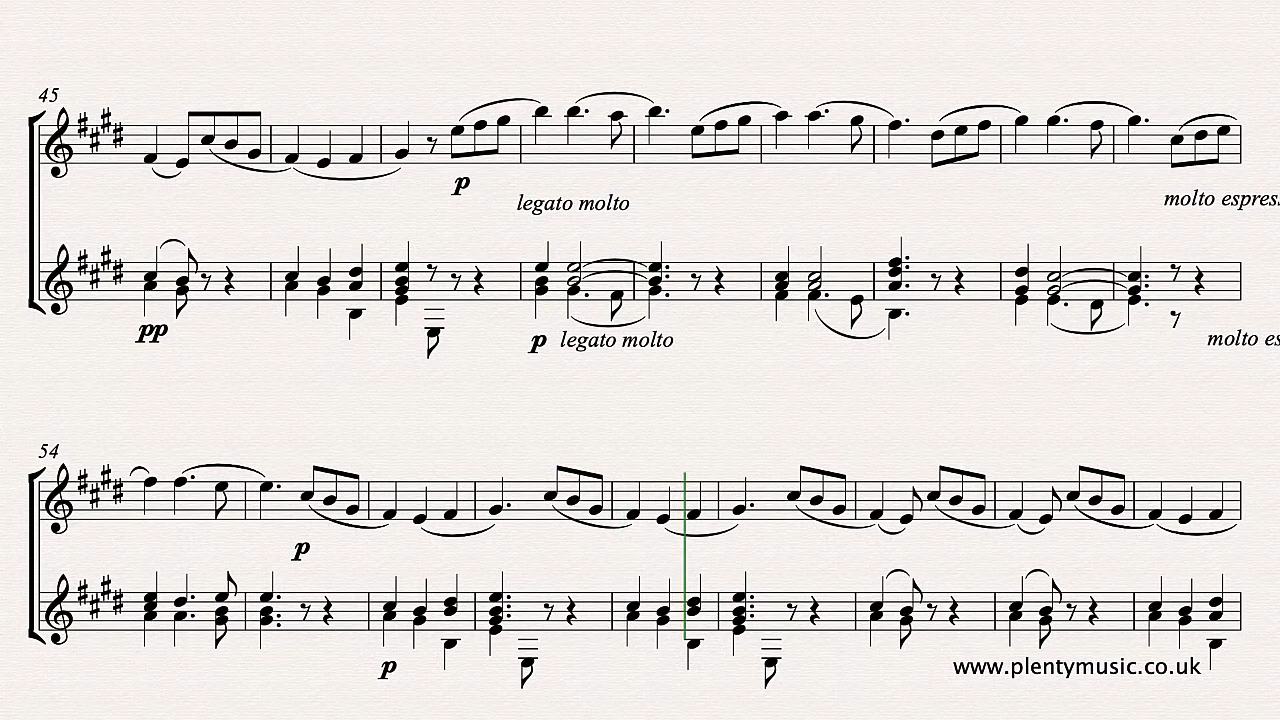 45
p
legato molto
molto espress
pp
p legato molto
molto es
54
p
p
www.plentymusic.co.uk